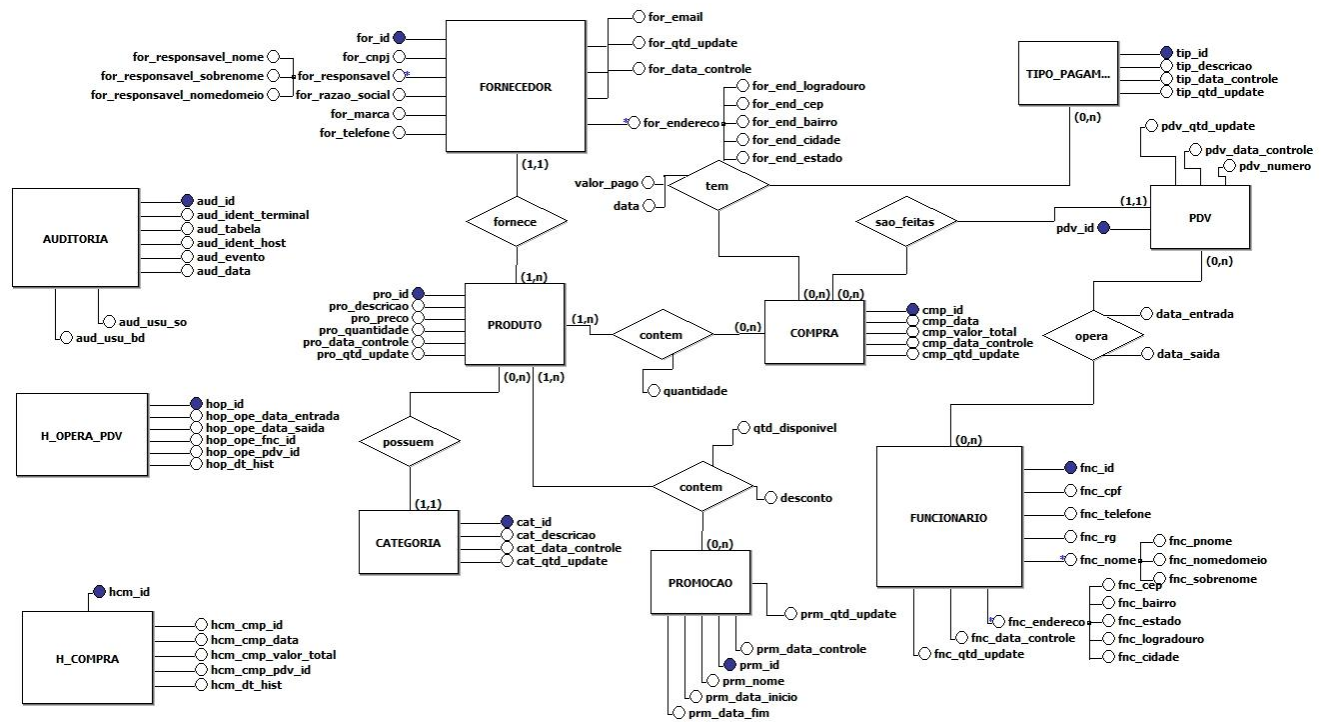 for_id
for_cnpj
for_responsavel
*
for_razao_social
for_marca
for_telefone
for_responsavel_nome
for_responsavel_sobrenome
for_responsavel_nomedomeio
FORNECEDOR
for_email
for_qtd_update
for_data_controle
*
for_endereco
for_end_logradouro
for_end_cep
for_end_bairro
for_end_cidade
for_end_estado
(1,1)
fornece
(1,n)
TIPO_PAGAM...
tip_id
tip_descricao
tip_data_controle
tip_qtd_update
(0,n)
valor_pago
data
tem
pdv_qtd_update
pdv_data_controle
pdv_numero
(1,1)
pdv_id
PDV
(0,n)
sao_feitas
AUDITORIA
aud_id
aud_ident_terminal
aud_tabela
aud_ident_host
aud_evento
aud_data
aud_usu_so
aud_usu_bd
pro_id
pro_descricao
pro_preco
pro_quantidade
pro_data_controle
pro_qtd_update
PRODUTO
(1,n)
contem
quantidade
(0,n)
(0,n)
(0,n)
COMPRA
cmp_id
cmp_data
cmp_valor_total
cmp_data_controle
cmp_qtd_update
data_entrada
opera
data_saida
(0,n)
(0,n)
(1,n)
possuem
(1,1)
H_OPERA_PDV
hop_id
hop_ope_data_entrada
hop_ope_data_saida
hop_ope_fnc_id
hop_ope_pdv_id
hop_dt_hist
qtd_disponivel
contem
desconto
(0,n)
CATEGORIA
cat_id
cat_descricao
cat_data_controle
cat_qtd_update
PROMOCAO
prm_qtd_update
prm_data_controle
prm_id
prm_nome
prm_data_inicio
prm_data_fim
FUNCIONARIO
fnc_id
fnc_cpf
fnc_telefone
fnc_rg
*
fnc_nome
fnc_pnome
fnc_nomedomeio
fnc_sobrenome
*
fnc_endereco
fnc_cep
fnc_bairro
fnc_estado
fnc_logradouro
fnc_cidade
fnc_data_controle
fnc_qtd_update
hcm_id
H_COMPRA
hcm_cmp_id
hcm_cmp_data
hcm_cmp_valor_total
hcm_cmp_pdv_id
hcm_dt_hist